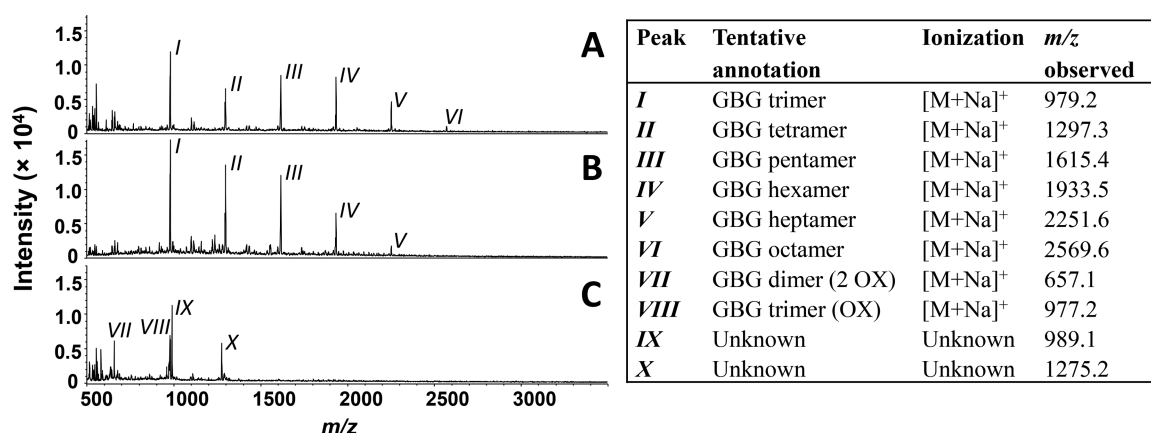 1.5
1.0
0.5
0
I
II
III
IV
V
VI
A
1.5
1.0
0.5
0
I
II
III
IV
V
B
1.5
1.0
0.5
0
VII
VIII
IX
X
C
Intensity (× 10⁴)
500 1000 1500 2000 2500 3000
m/z
Peak Tentative annotation Ionization m/z observed
I GBG trimer [M+Na]⁺ 979.2
II GBG tetramer [M+Na]⁺ 1297.3
III GBG pentamer [M+Na]⁺ 1615.4
IV GBG hexamer [M+Na]⁺ 1933.5
V GBG heptamer [M+Na]⁺ 2251.6
VI GBG octamer [M+Na]⁺ 2569.6
VII GBG dimer (2 OX) [M+Na]⁺ 657.1
VIII GBG trimer (OX) [M+Na]⁺ 977.2
IX Unknown Unknown 989.1
X Unknown Unknown 1275.2